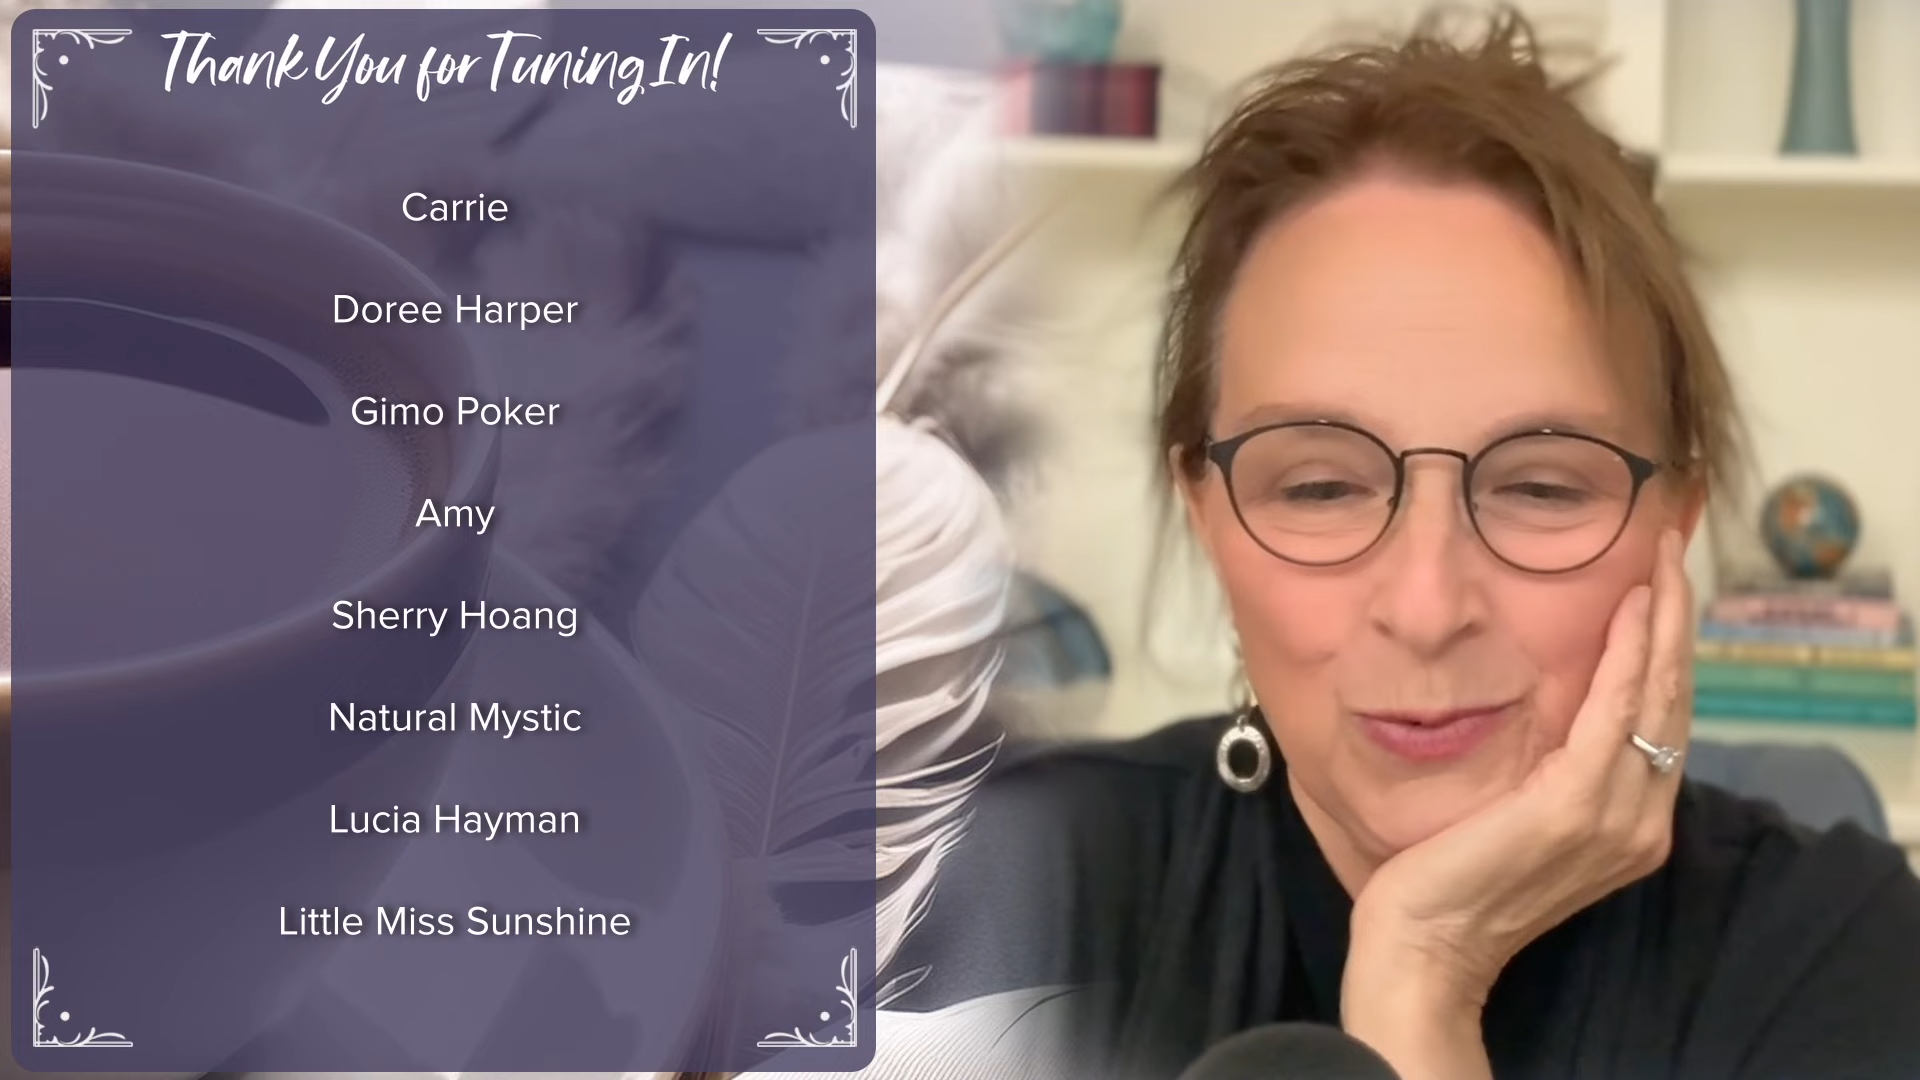 Thank You for Tuning In!
Carrie
Doree Harper
Gimo Poker
Amy
Sherry Hoang
Natural Mystic
Lucia Hayman
Little Miss Sunshine